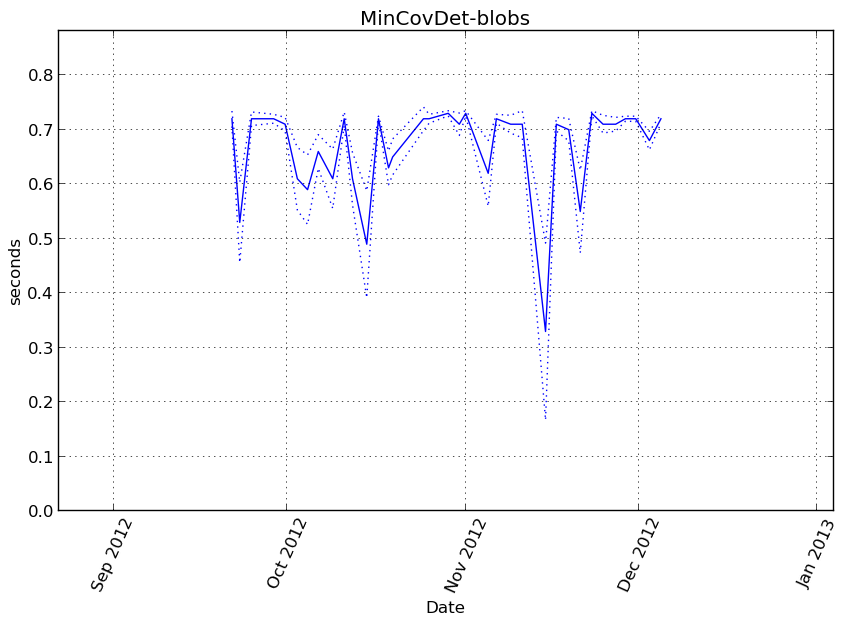 MinCovDet-blobs
0.8
0.7
0.6
0.5
0.4
0.3
0.2
0.1
0.0
seconds
Sep 2012
Oct 2012
Nov 2012
Dec 2012
Jan 2013
Date